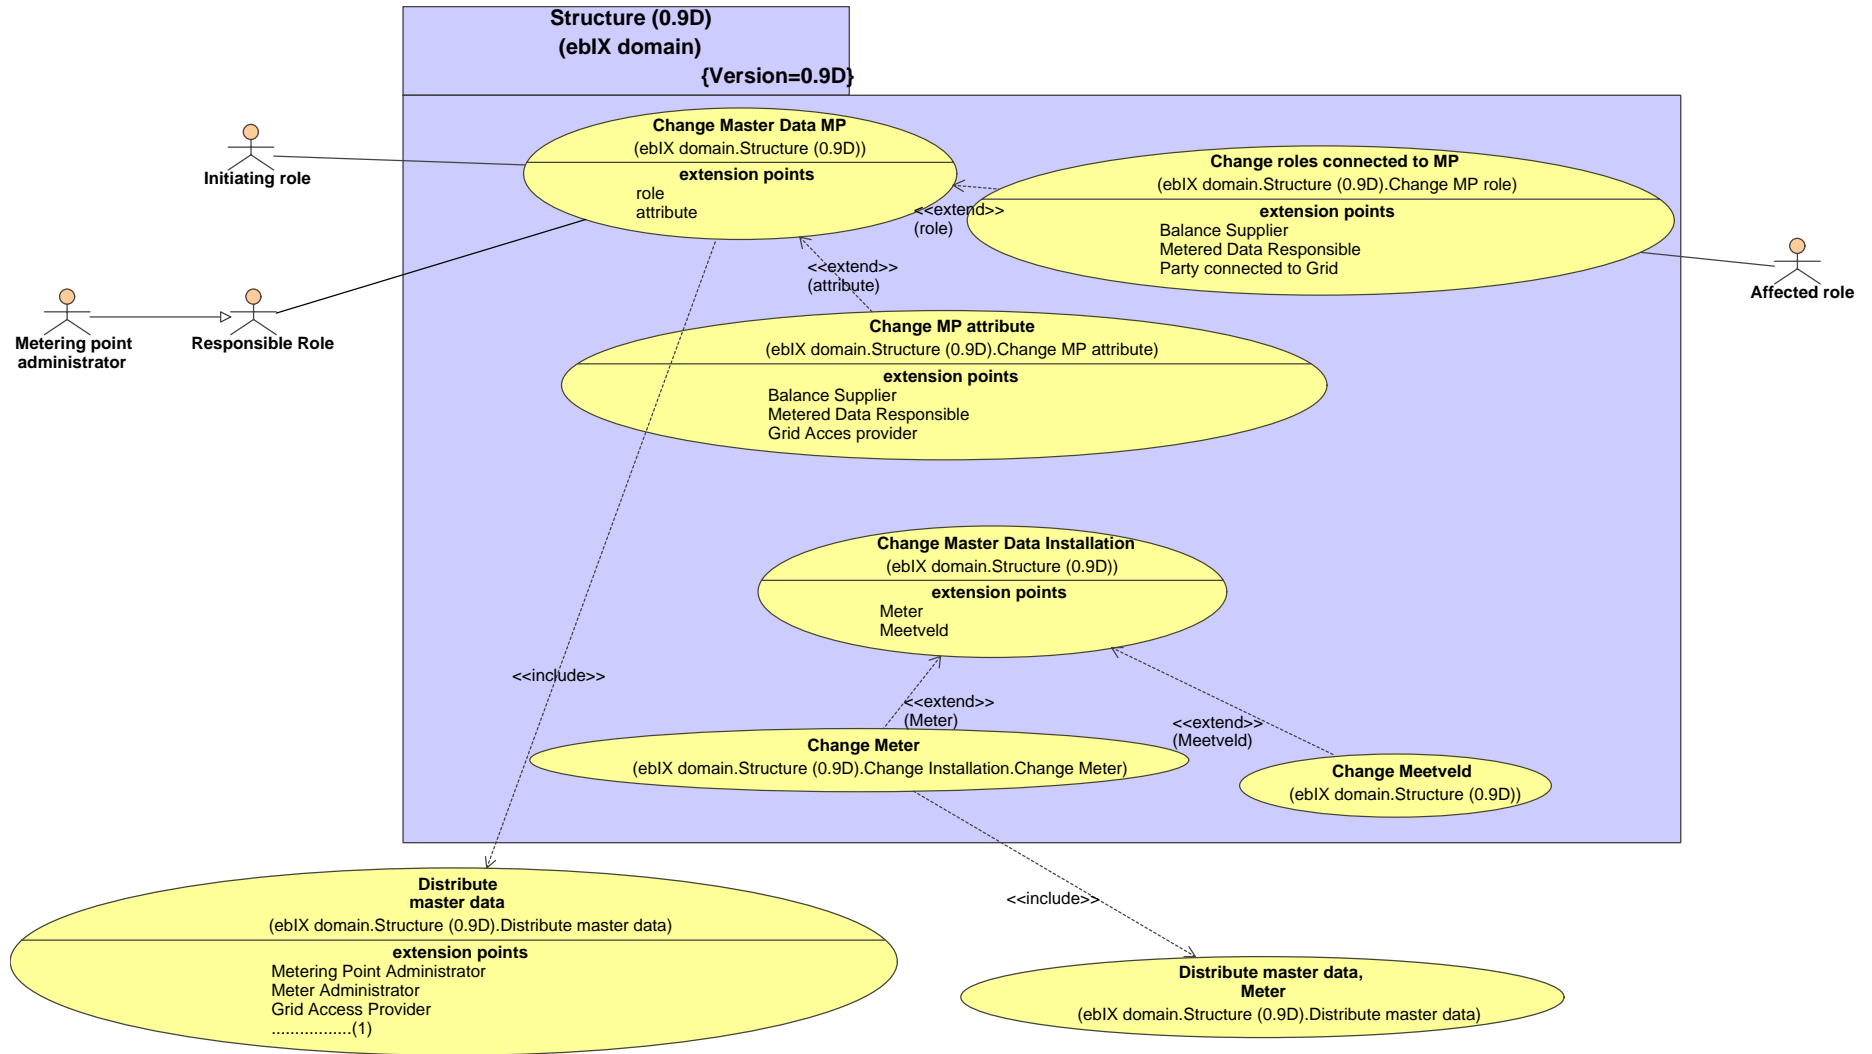 Structure (0.9D)
(ebIX domain)
{Version=0.9D}
Change Master Data MP
(ebIX domain.Structure (0.9D))
extension points
role
attribute
Initiating role
Change roles connected to MP
(ebIX domain.Structure (0.9D).Change MP role)
extension points
Balance Supplier
Metered Data Responsible
Party connected to Grid
<<extend>>
(role)
<<extend>>
(attribute)
Affected role
Metering point
administrator
Responsible Role
Change MP attribute
(ebIX domain.Structure (0.9D).Change MP attribute)
extension points
Balance Supplier
Metered Data Responsible
Grid Acces provider
Change Master Data Installation
(ebIX domain.Structure (0.9D))
extension points
Meter
Meetveld
<<include>>
<<extend>>
(Meter)
<<extend>>
(Meetveld)
Change Meter
(ebIX domain.Structure (0.9D).Change Installation.Change Meter)
Change Meetveld
(ebIX domain.Structure (0.9D))
Distribute
master data
(ebIX domain.Structure (0.9D).Distribute master data)
extension points
Metering Point Administrator
Meter Administrator
Grid Access Provider
..................(1)
<<include>>
Distribute master data,
Meter
(ebIX domain.Structure (0.9D).Distribute master data)